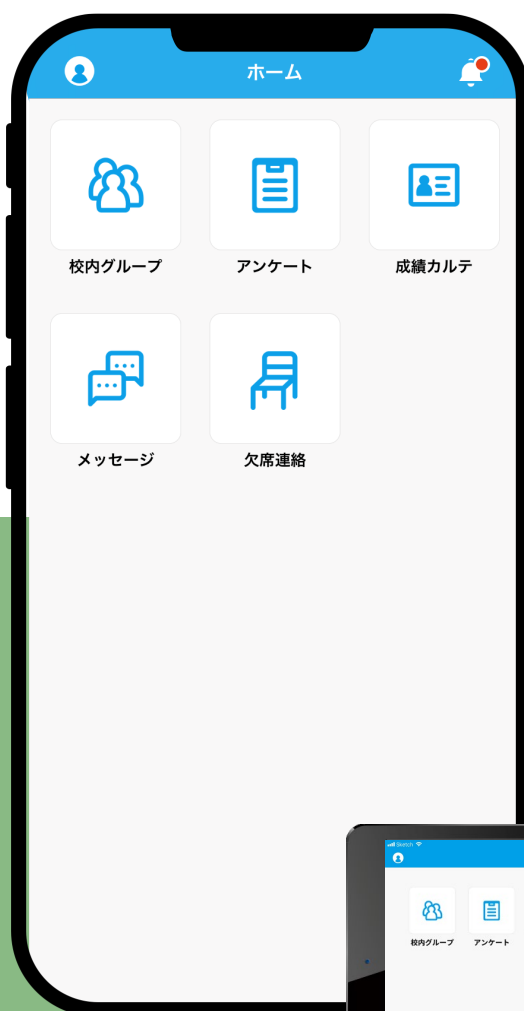 ホーム
校内グループ
アンケート
成績カルテ
メッセージ
欠席連絡
Sketch
校内グループ
アンケート